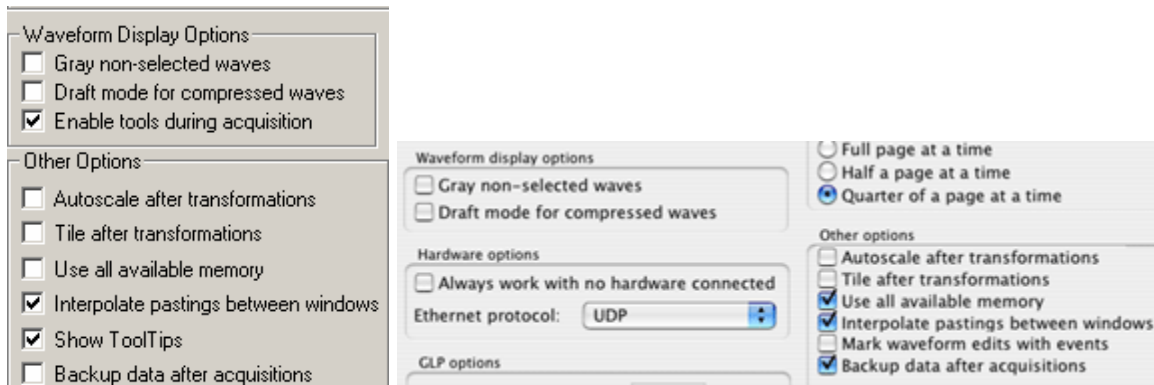 Waveform Display Options
Gray non-selected waves
Draft mode for compressed waves
Enable tools during acquisition
Other Options
Autoscale after transformations
Tile after transformations
Use all available memory
Interpolate pastings between windows
Show ToolTips
Backup data after acquisitions
Waveform display options
Gray non-selected waves
Draft mode for compressed waves
Hardware options
Always work with no hardware connected
Ethernet protocol: UDP
GLP options
Full page at a time
Half a page at a time
Quarter of a page at a time
Other options
Autoscale after transformations
Tile after transformations
Use all available memory
Interpolate pastings between windows
Mark waveform edits with events
Backup data after acquisitions